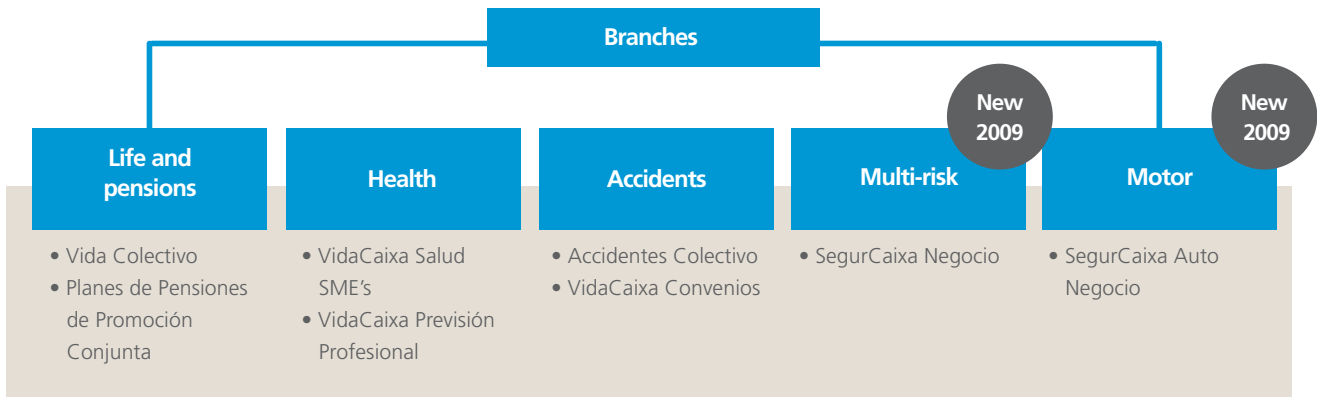 Branches
New
2009
New
2009
Life and
pensions
Health
Accidents
Multi-risk
Motor
• Vida Colectivo
• Planes de Pensiones
de Promoción
Conjunta
• VidaCaixa Salud
SME's
• VidaCaixa Previsión
Profesional
• Accidentes Colectivo
• VidaCaixa Convenios
• SegurCaixa Negocio
• SegurCaixa Auto
Negocio